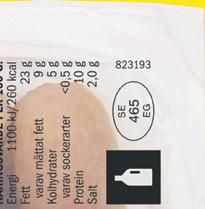 Energi 1100 kJ/260 kcal
Fett 23 g
varav mättat fett 9 g
Kolhydrater 5 g
varav sockerarter <0,5 g
Protein 10 g
Salt 2,0 g
823193
SE
465
EG